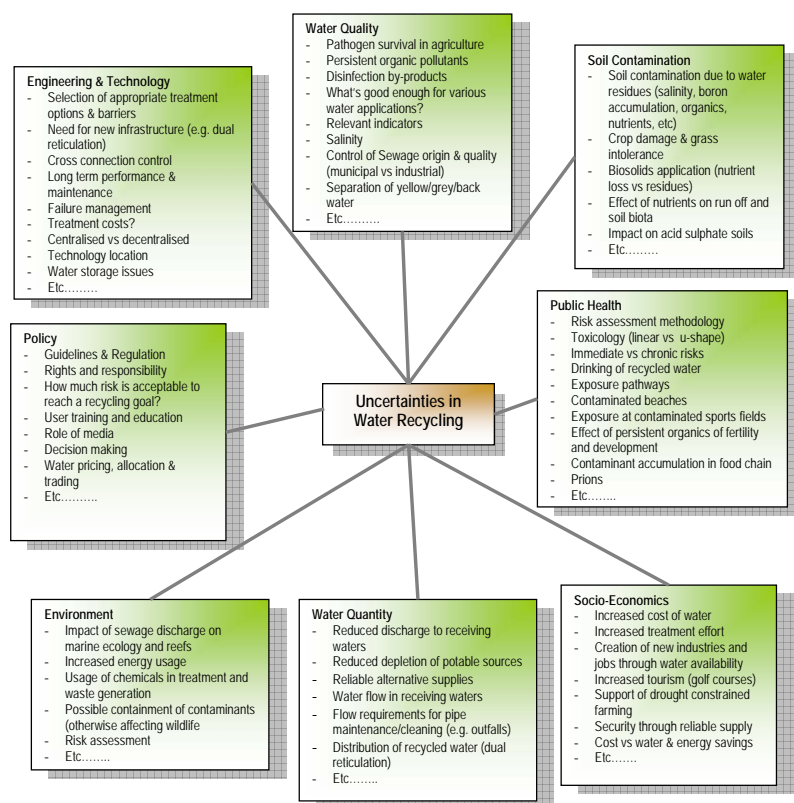 Water Quality
- Pathogen survival in agriculture
- Persistent organic pollutants
- Disinfection by-products
- What's good enough for various
water applications?
- Relevant indicators
- Salinity
- Control of Sewage origin & quality
(municipal vs industrial)
- Separation of yellow/grey/back
water
- Etc……….
Engineering & Technology
- Selection of appropriate treatment
options & barriers
- Need for new infrastructure (e.g. dual
reticulation)
- Cross connection control
- Long term performance &
maintenance
- Failure management
- Treatment costs?
- Centralised vs decentralised
- Technology location
- Water storage issues
- Etc………
Soil Contamination
- Soil contamination due to water
residues (salinity, boron
accumulation, organics,
nutrients, etc)
- Crop damage & grass
intolerance
- Biosolids application (nutrient
loss vs residues)
- Effect of nutrients on run off and
soil biota
- Impact on acid sulphate soils
- Etc………
Policy
- Guidelines & Regulation
- Rights and responsibility
- How much risk is acceptable to
reach a recycling goal?
- User training and education
- Role of media
- Decision making
- Water pricing, allocation &
trading
- Etc……….
Uncertainties in
Water Recycling
Public Health
- Risk assessment methodology
- Toxicology (linear vs u-shape)
- Immediate vs chronic risks
- Drinking of recycled water
- Exposure pathways
- Contaminated beaches
- Exposure at contaminated sports fields
- Effect of persistent organics of fertility
and development
- Contaminant accumulation in food chain
- Prions
- Etc……..
Environment
- Impact of sewage discharge on
marine ecology and reefs
- Increased energy usage
- Usage of chemicals in treatment and
waste generation
- Possible containment of contaminants
(otherwise affecting wildlife
- Risk assessment
- Etc……..
Water Quantity
- Reduced discharge to receiving
waters
- Reduced depletion of potable sources
- Reliable alternative supplies
- Water flow in receiving waters
- Flow requirements for pipe
maintenance/cleaning (e.g. outfalls)
- Distribution of recycled water (dual
reticulation)
- Etc……..
Socio-Economics
- Increased cost of water
- Increased treatment effort
- Creation of new industries and
jobs through water availability
- Increased tourism (golf courses)
- Support of drought constrained
farming
- Security through reliable supply
- Cost vs water & energy savings
- Etc…….